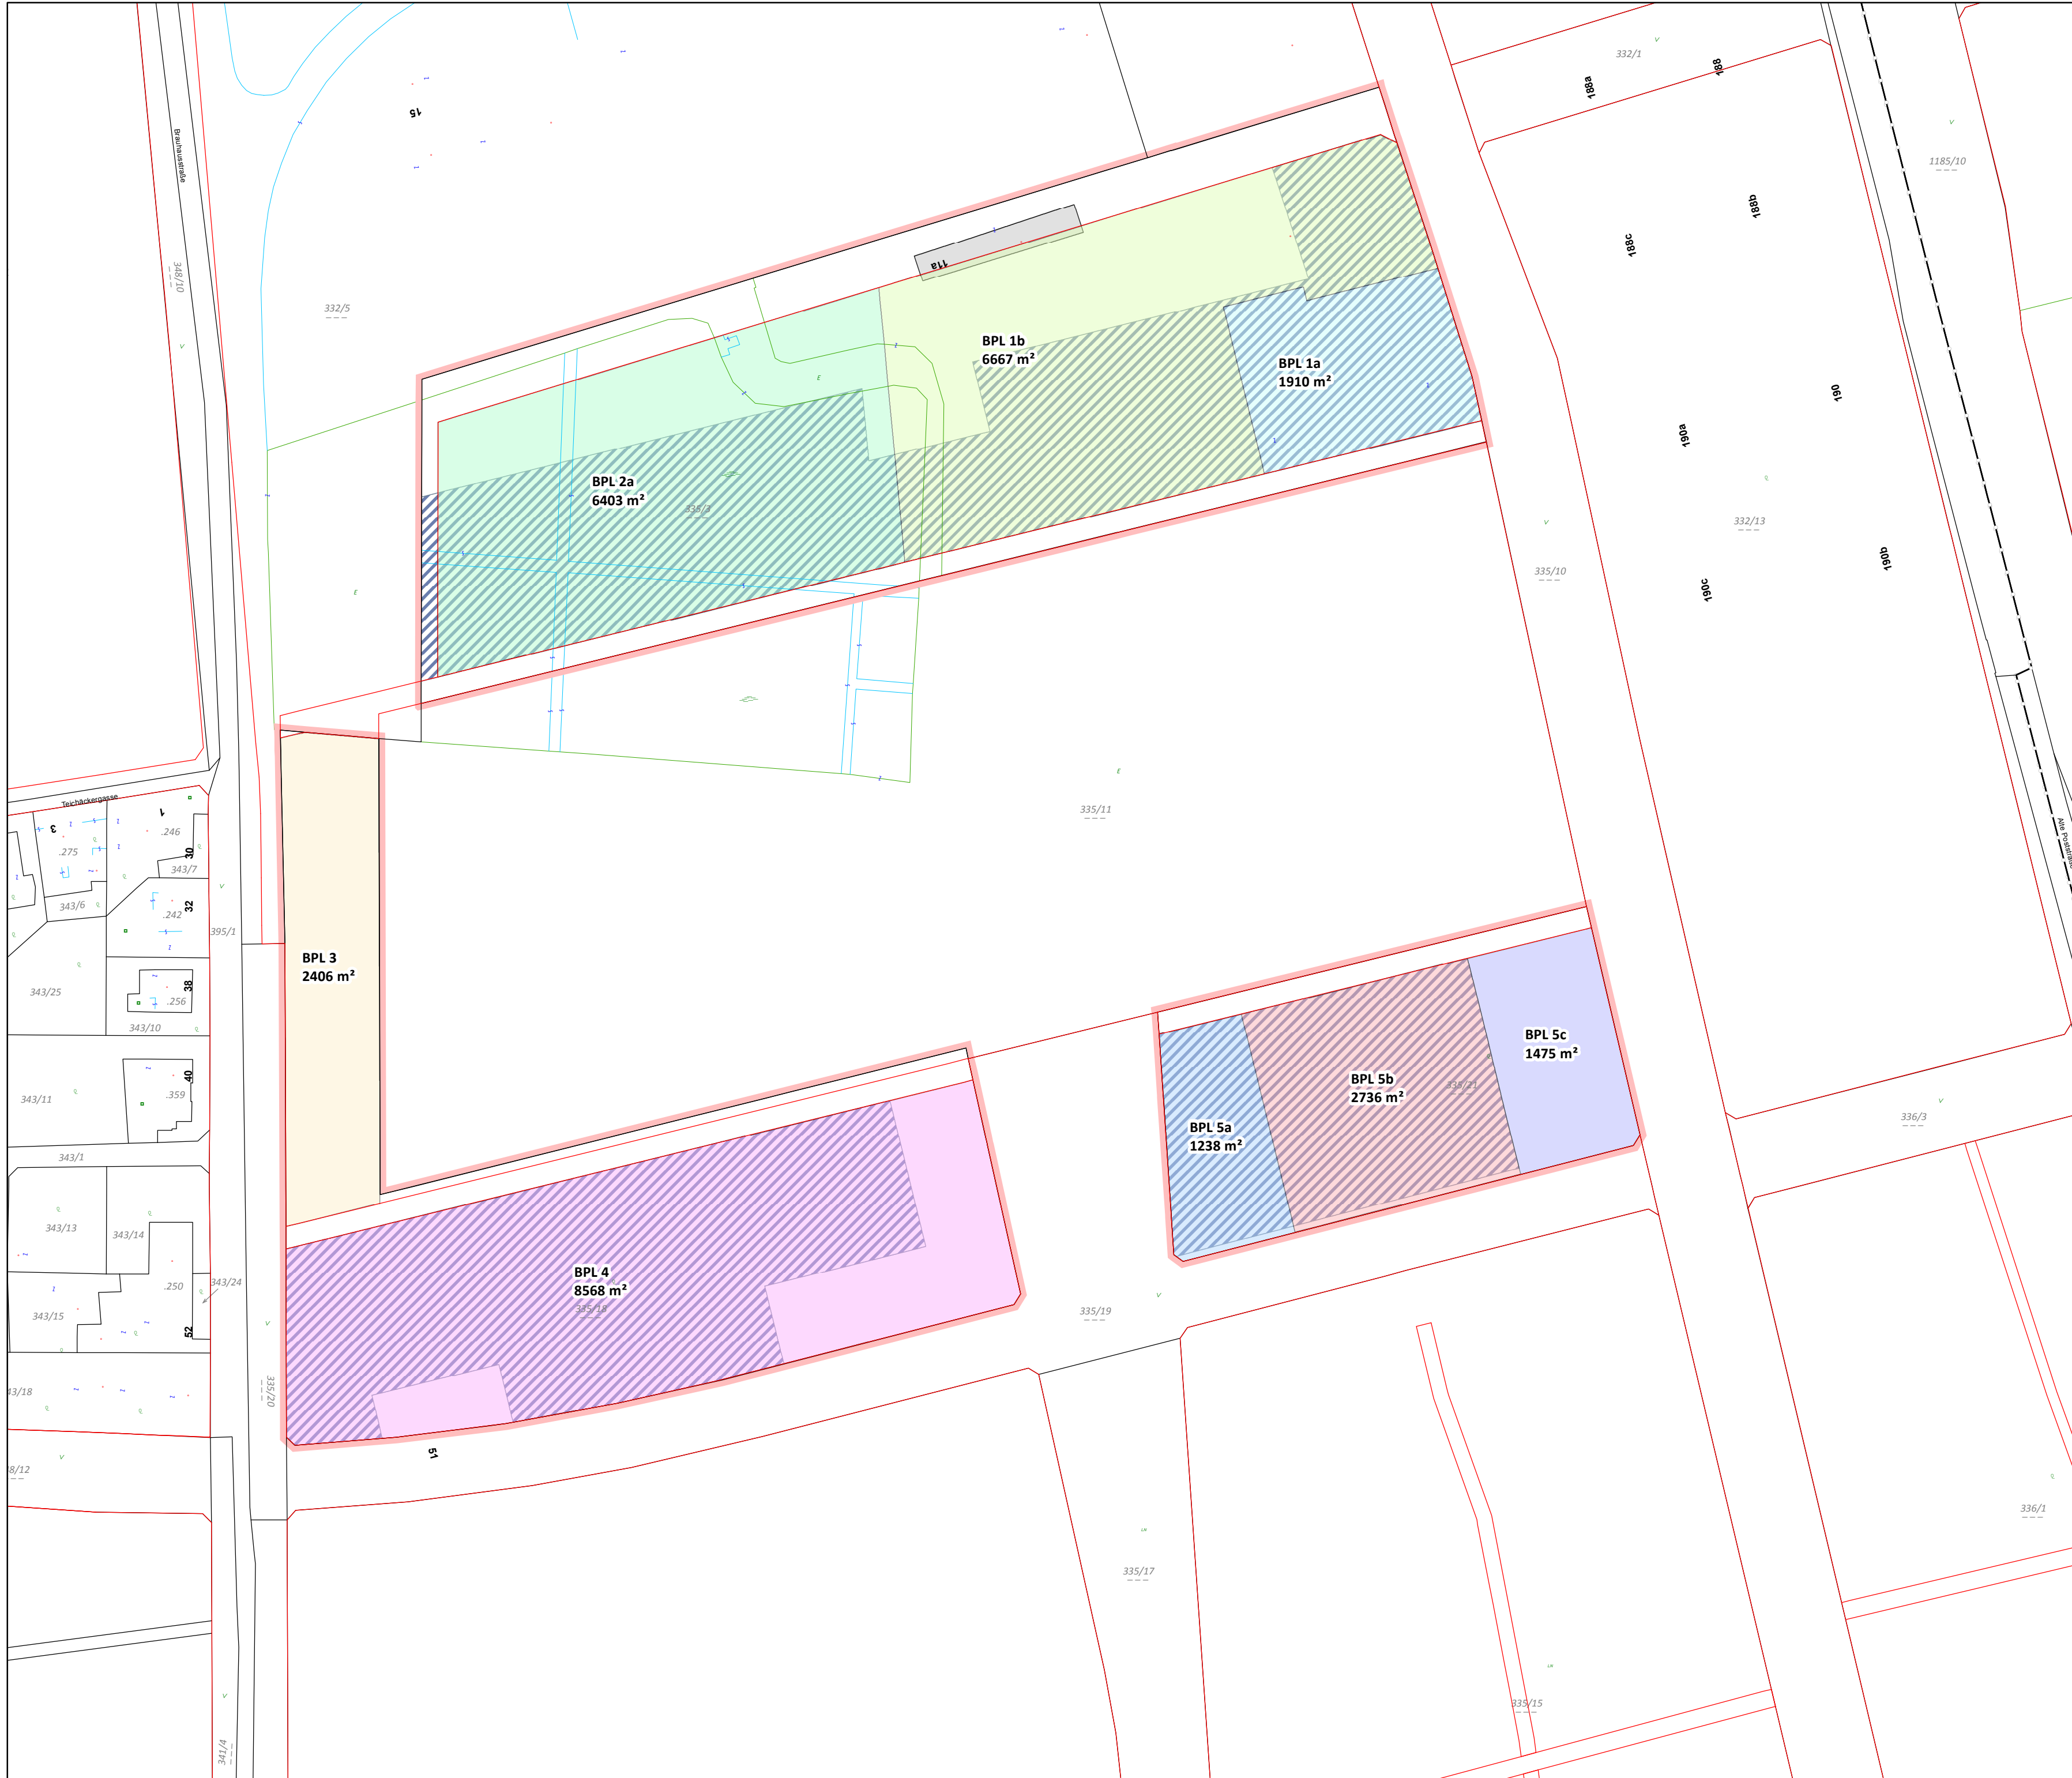 332/1
188a
188
15
Brauhausstraße
1185/10
188b
188c
348/10
332/5
11a
BPL 1b
6667 m²
BPL 1a
1910 m²
190
190a
BPL 2a
6403 m²
335/3
332/13
190b
335/10
190c
Teichäckergasse
335/11
Alte Poststraße
3
1
.246
.275
30
343/7
343/6
32
.242
395/1
BPL 3
2406 m²
38
343/25
.256
343/10
BPL 5c
1475 m²
40
.359
343/11
BPL 5b
2736 m²
335/21
336/3
BPL 5a
1238 m²
343/1
343/13
343/14
BPL 4
8568 m²
335/18
343/24
.250
343/15
52
335/19
335/20
43/18
51
8/12
336/1
335/17
335/15
341/4